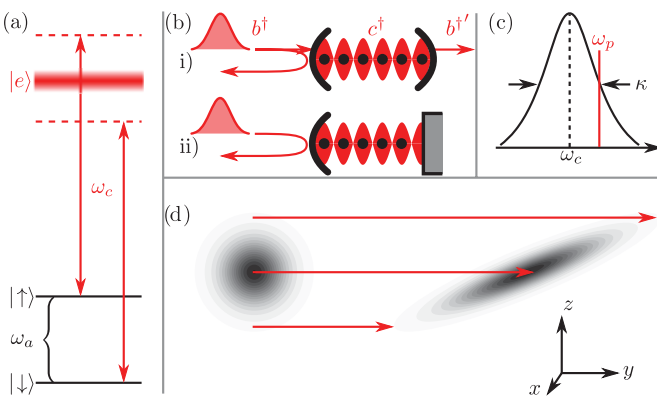 (a)
|e⟩
ω_c
|↑⟩
ω_a
|↓⟩
(b)
b† c† b†′
i)
ii)
(c)
ω_p
κ
ω_c
(d)
z
y
x